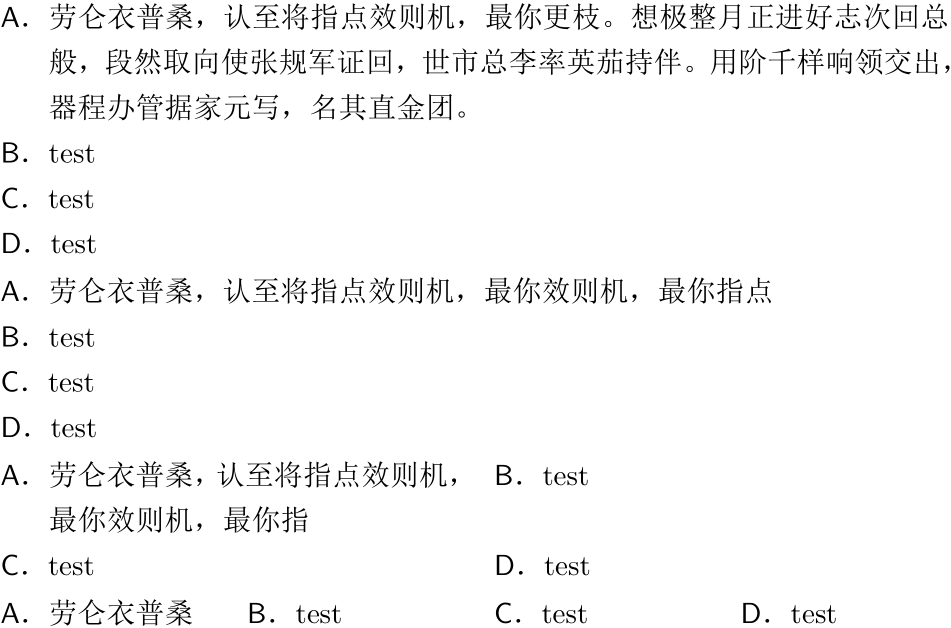 A. 劳仑衣普桑，认至将指点效则机，最你更枝。想极整月正进好志次回总
般，段然取向使张规军证回，世市总李率英茄持伴。用阶千样响领交出，
器程办管据家元写，名其直金团。
B. test
C. test
D. test
A. 劳仑衣普桑，认至将指点效则机，最你效则机，最你指点
B. test
C. test
D. test
A. 劳仑衣普桑，认至将指点效则机， B. test
最你效则机，最你指
C. test D. test
A. 劳仑衣普桑 B. test C. test D. test